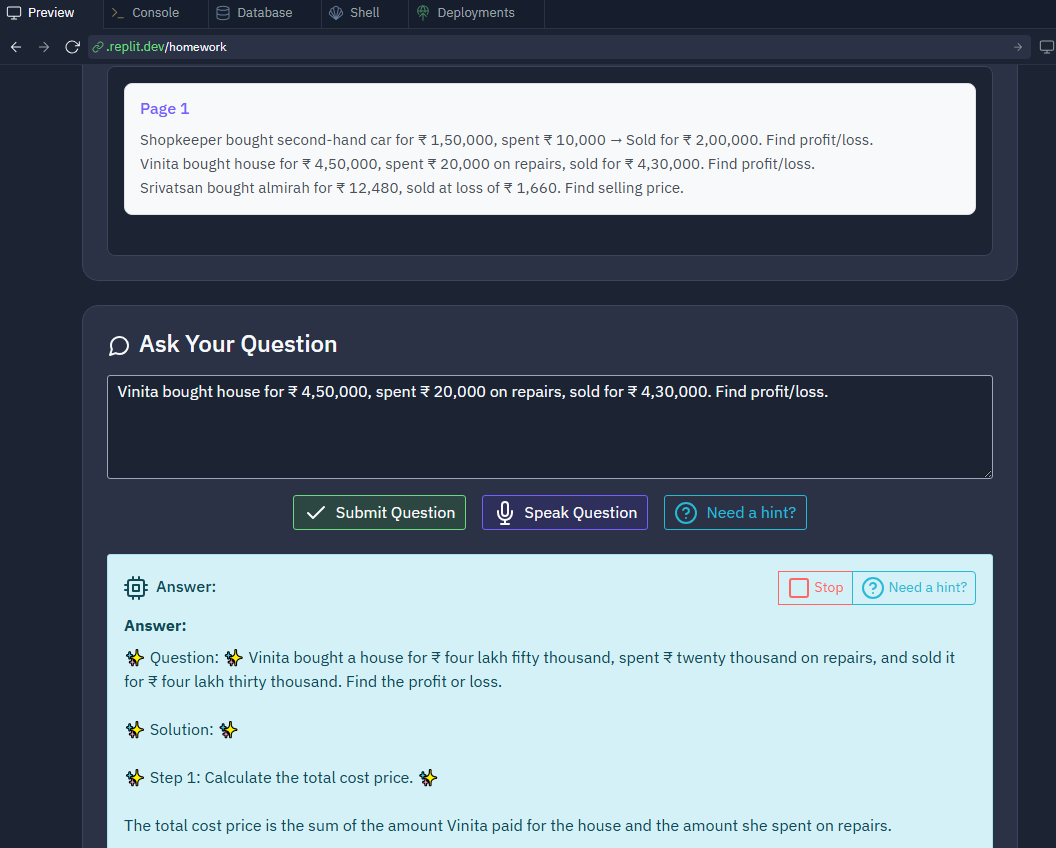 Preview
Console
Database
Shell
Deployments
.replit.dev/homework
Page 1
Shopkeeper bought second-hand car for ₹ 1,50,000, spent ₹ 10,000 → Sold for ₹ 2,00,000. Find profit/loss.
Vinita bought house for ₹ 4,50,000, spent ₹ 20,000 on repairs, sold for ₹ 4,30,000. Find profit/loss.
Srivatsan bought almirah for ₹ 12,480, sold at loss of ₹ 1,660. Find selling price.
Ask Your Question
Vinita bought house for ₹ 4,50,000, spent ₹ 20,000 on repairs, sold for ₹ 4,30,000. Find profit/loss.
Submit Question
Speak Question
Need a hint?
Answer:
Stop
Need a hint?
Answer:
✨ Question: ✨ Vinita bought a house for ₹ four lakh fifty thousand, spent ₹ twenty thousand on repairs, and sold it
for ₹ four lakh thirty thousand. Find the profit or loss.
✨ Solution: ✨
✨ Step 1: Calculate the total cost price. ✨
The total cost price is the sum of the amount Vinita paid for the house and the amount she spent on repairs.